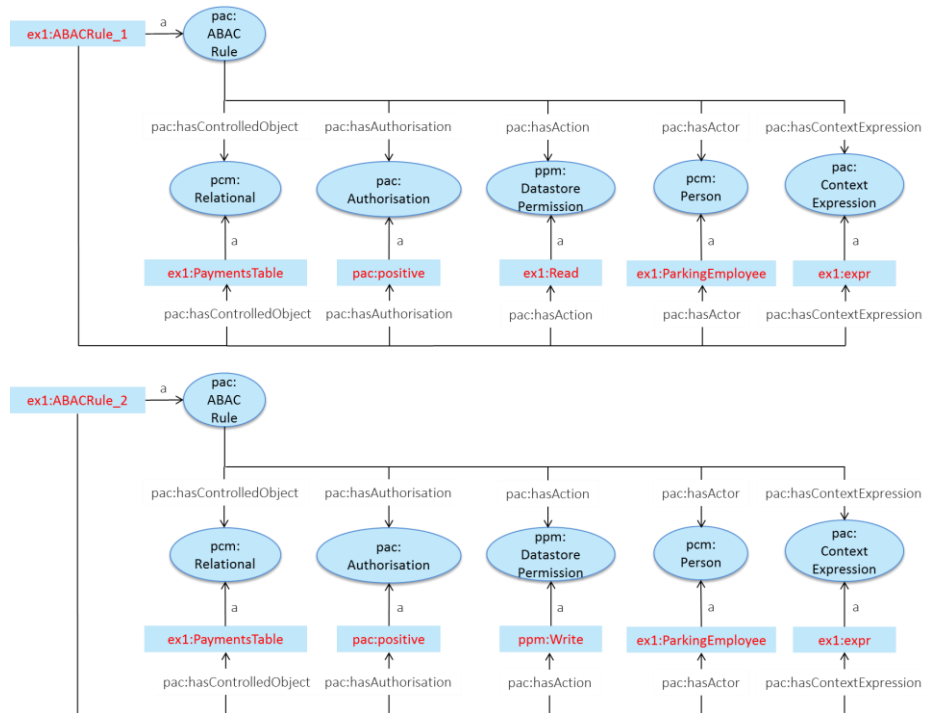 a
ex1:ABACRule_1
pac:
ABAC
Rule
pac:hasControlledObject pac:hasAuthorisation pac:hasAction pac:hasActor pac:hasContextExpression
pcm:
Relational
pac:
Authorisation
ppm:
Datastore
Permission
pcm:
Person
pac:
Context
Expression
a a a a a
ex1:PaymentsTable pac:positive ex1:Read ex1:ParkingEmployee ex1:expr
pac:hasControlledObject pac:hasAuthorisation pac:hasAction pac:hasActor pac:hasContextExpression
a
ex1:ABACRule_2
pac:
ABAC
Rule
pac:hasControlledObject pac:hasAuthorisation pac:hasAction pac:hasActor pac:hasContextExpression
pcm:
Relational
pac:
Authorisation
ppm:
Datastore
Permission
pcm:
Person
pac:
Context
Expression
a a a a a
ex1:PaymentsTable pac:positive ppm:Write ex1:ParkingEmployee ex1:expr
pac:hasControlledObject pac:hasAuthorisation pac:hasAction pac:hasActor pac:hasContextExpression